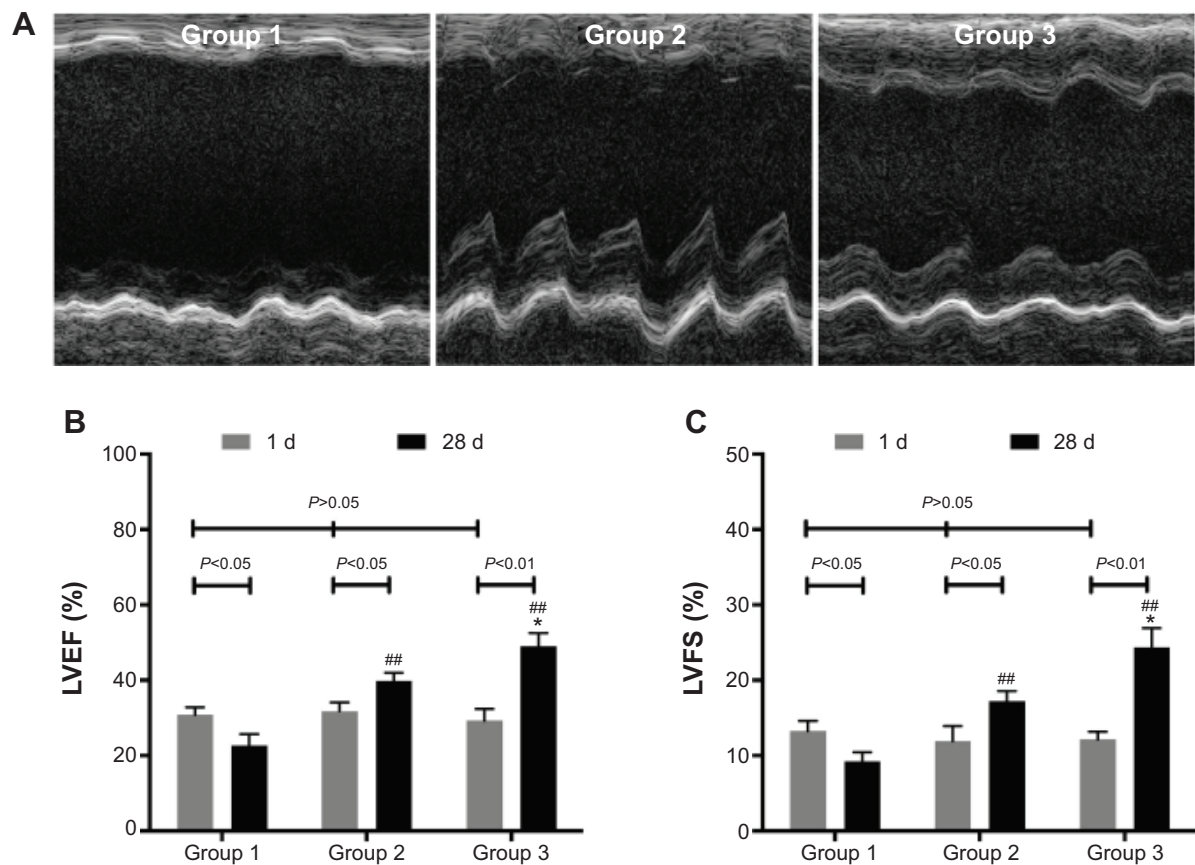 A
Group 1
Group 2
Group 3
B
1 d
28 d
LVEF (%)
100
80
60
40
20
0
P>0.05
P<0.05
P<0.05
P<0.01
##
##
*
Group 1
Group 2
Group 3
C
1 d
28 d
LVFS (%)
50
40
30
20
10
0
P>0.05
P<0.05
P<0.05
P<0.01
##
##
*
Group 1
Group 2
Group 3